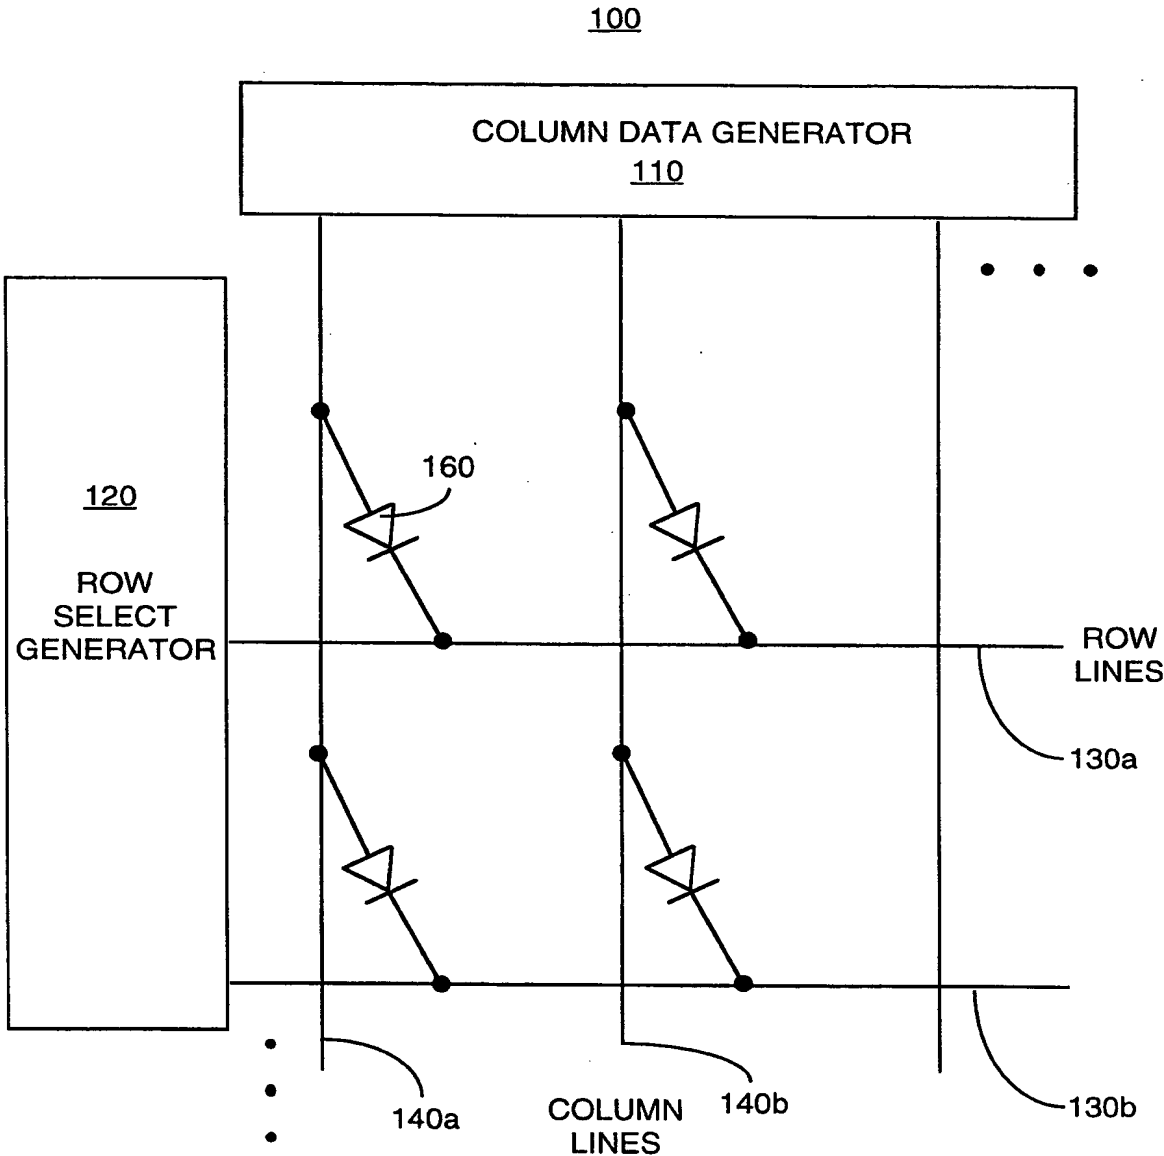 100
COLUMN DATA GENERATOR
110
160
120
ROW
SELECT
GENERATOR
ROW
LINES
130a
140a
COLUMN
LINES
140b
130b